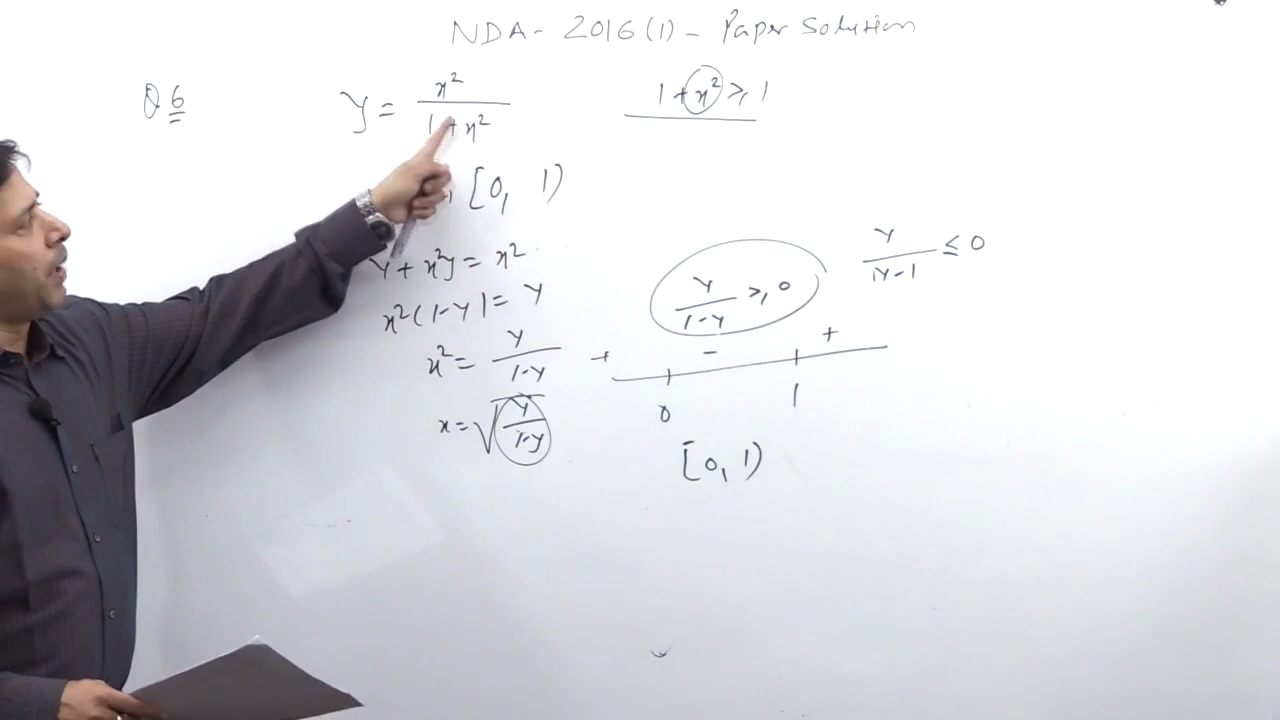 NDA - 2016 (1) - Paper Solution
Q 6
y = x² / (1 + x²)
1 + x² ≥ 1
[0, 1)
y + x²y = x²
x²(1-y) = y
x² = y / (1-y)
x = √(y / (1-y))
y / (1-y) ≥ 0
y / (y-1) ≤ 0
+ - +
0 1
[0, 1)